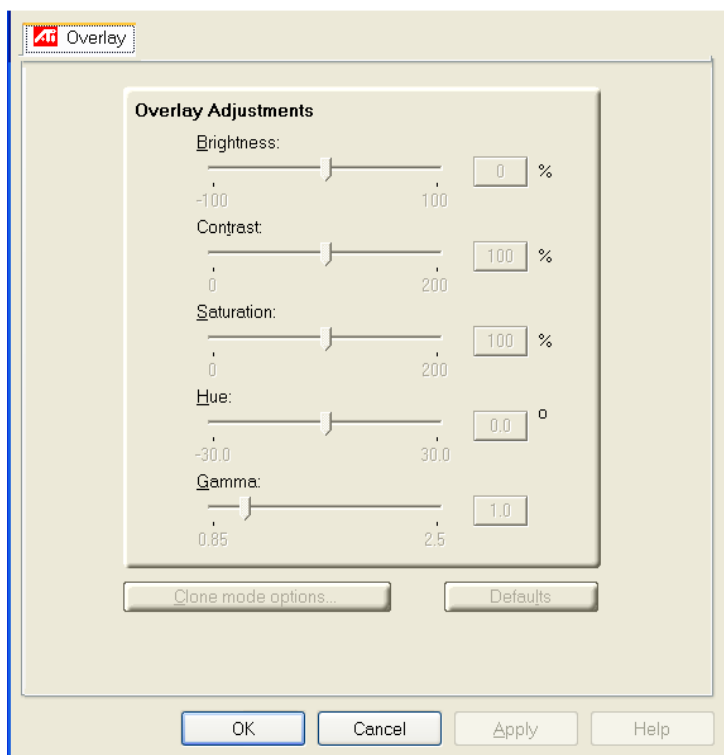 ATi Overlay
Overlay Adjustments
Brightness:
0 %
-100 100
Contrast:
100 %
0 200
Saturation:
100 %
0 200
Hue:
0.0 o
-30.0 30.0
Gamma:
1.0
0.85 2.5
Clone mode options... Defaults
OK Cancel Apply Help